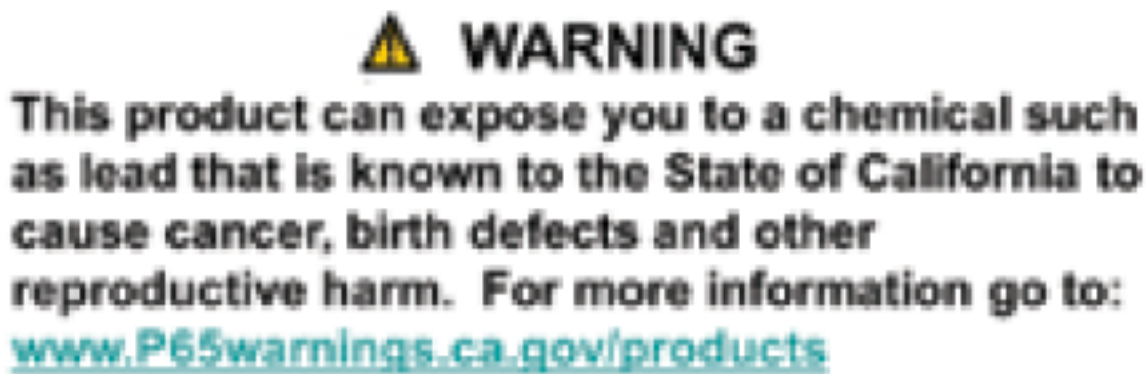 WARNING
This product can expose you to a chemical such
as lead that is known to the State of California to
cause cancer, birth defects and other
reproductive harm.  For more information go to:
www.P65warnings.ca.gov/products